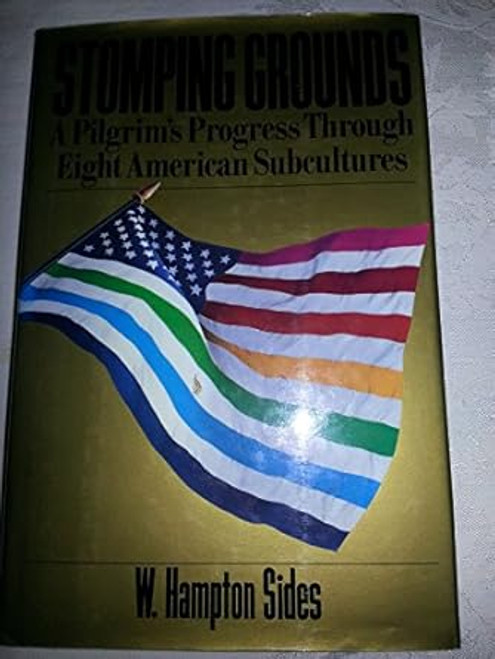 STOMPING GROUNDS
A Pilgrim's Progress Through
Eight American Subcultures
W. Hampton Sides